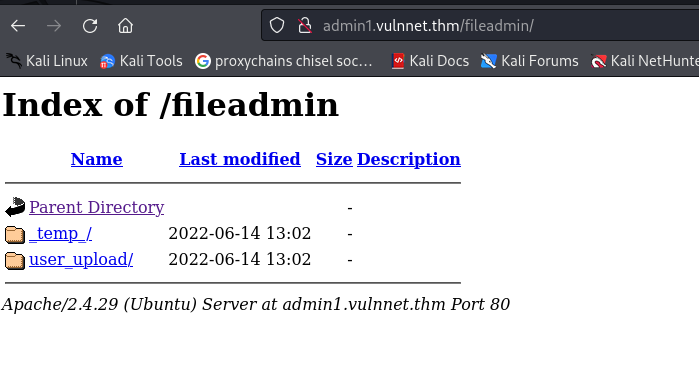 admin1.vulnnet.thm/fileadmin/
Kali Linux Kali Tools proxychains chisel soc... Kali Docs Kali Forums Kali NetHunte
Index of /fileadmin
Name Last modified Size Description
Parent Directory -
_temp_/ 2022-06-14 13:02 -
user_upload/ 2022-06-14 13:02 -
Apache/2.4.29 (Ubuntu) Server at admin1.vulnnet.thm Port 80